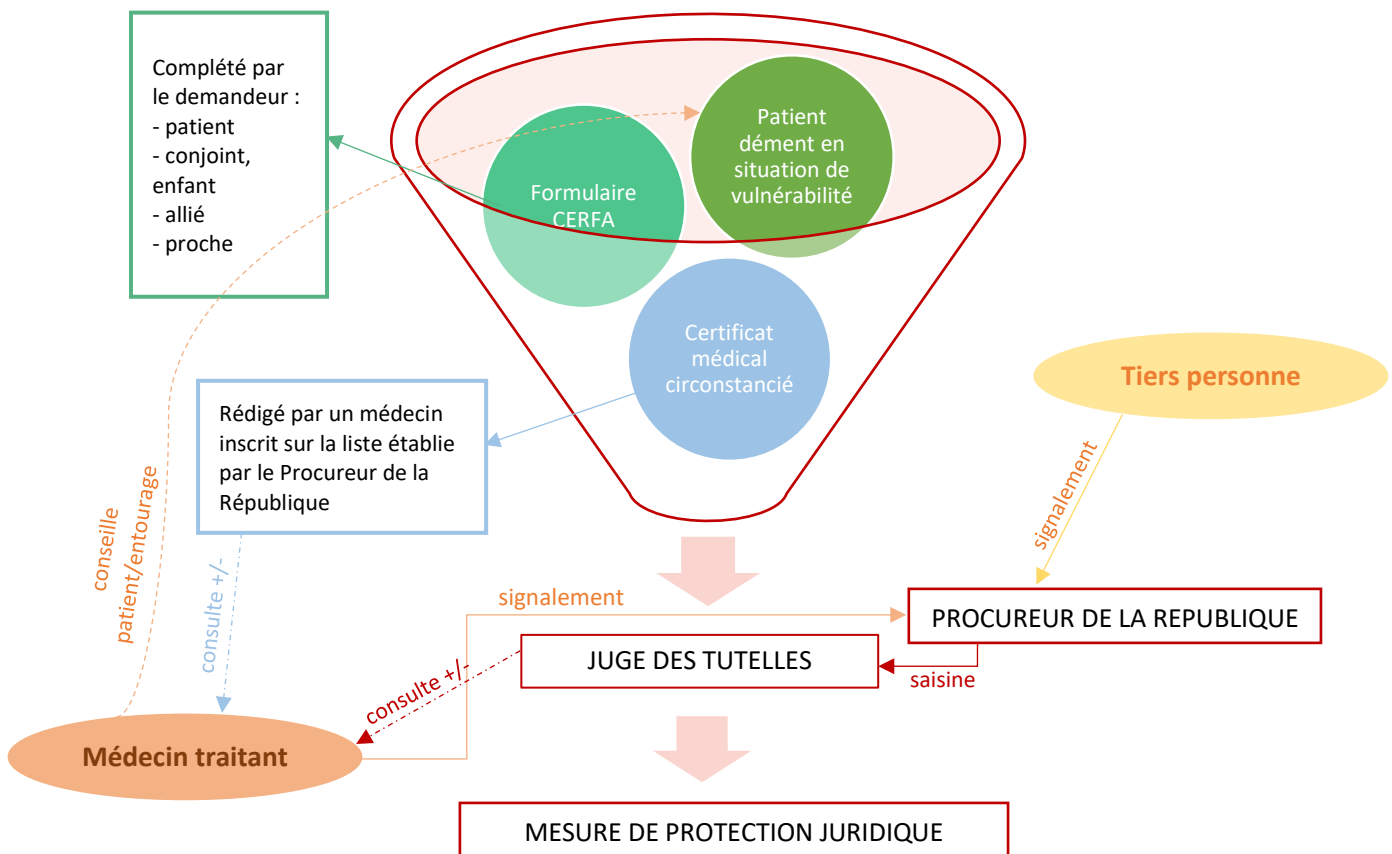 Complété par
le demandeur :
- patient
- conjoint,
enfant
- allié
- proche
Patient
dément en
situation de
vulnérabilité
Formulaire
CERFA
Certificat
médical
circonstancié
Tiers personne
Rédigé par un médecin
inscrit sur la liste établie
par le Procureur de la
République
conseille
patient/entourage
consulte +/-
signalement
signalement
PROCUREUR DE LA REPUBLIQUE
JUGE DES TUTELLES
saisine
consulte +/-
Médecin traitant
MESURE DE PROTECTION JURIDIQUE